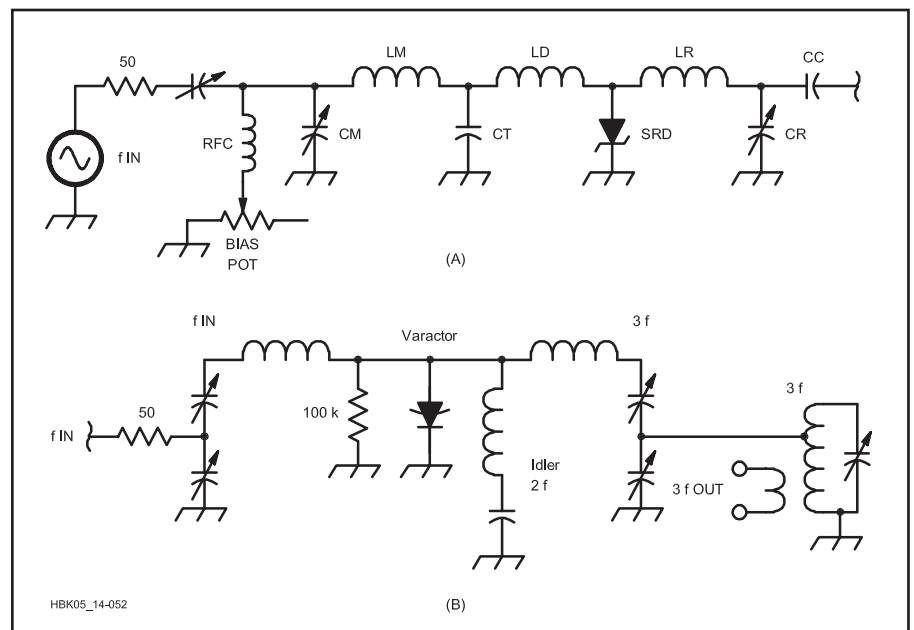 50
LM
LD
LR
CC
f IN
RFC
CM
CT
SRD
CR
BIAS
POT
(A)
f IN
Varactor
3 f
3 f
f IN
50
100 k
Idler
2 f
3 f OUT
HBK05_14-052
(B)